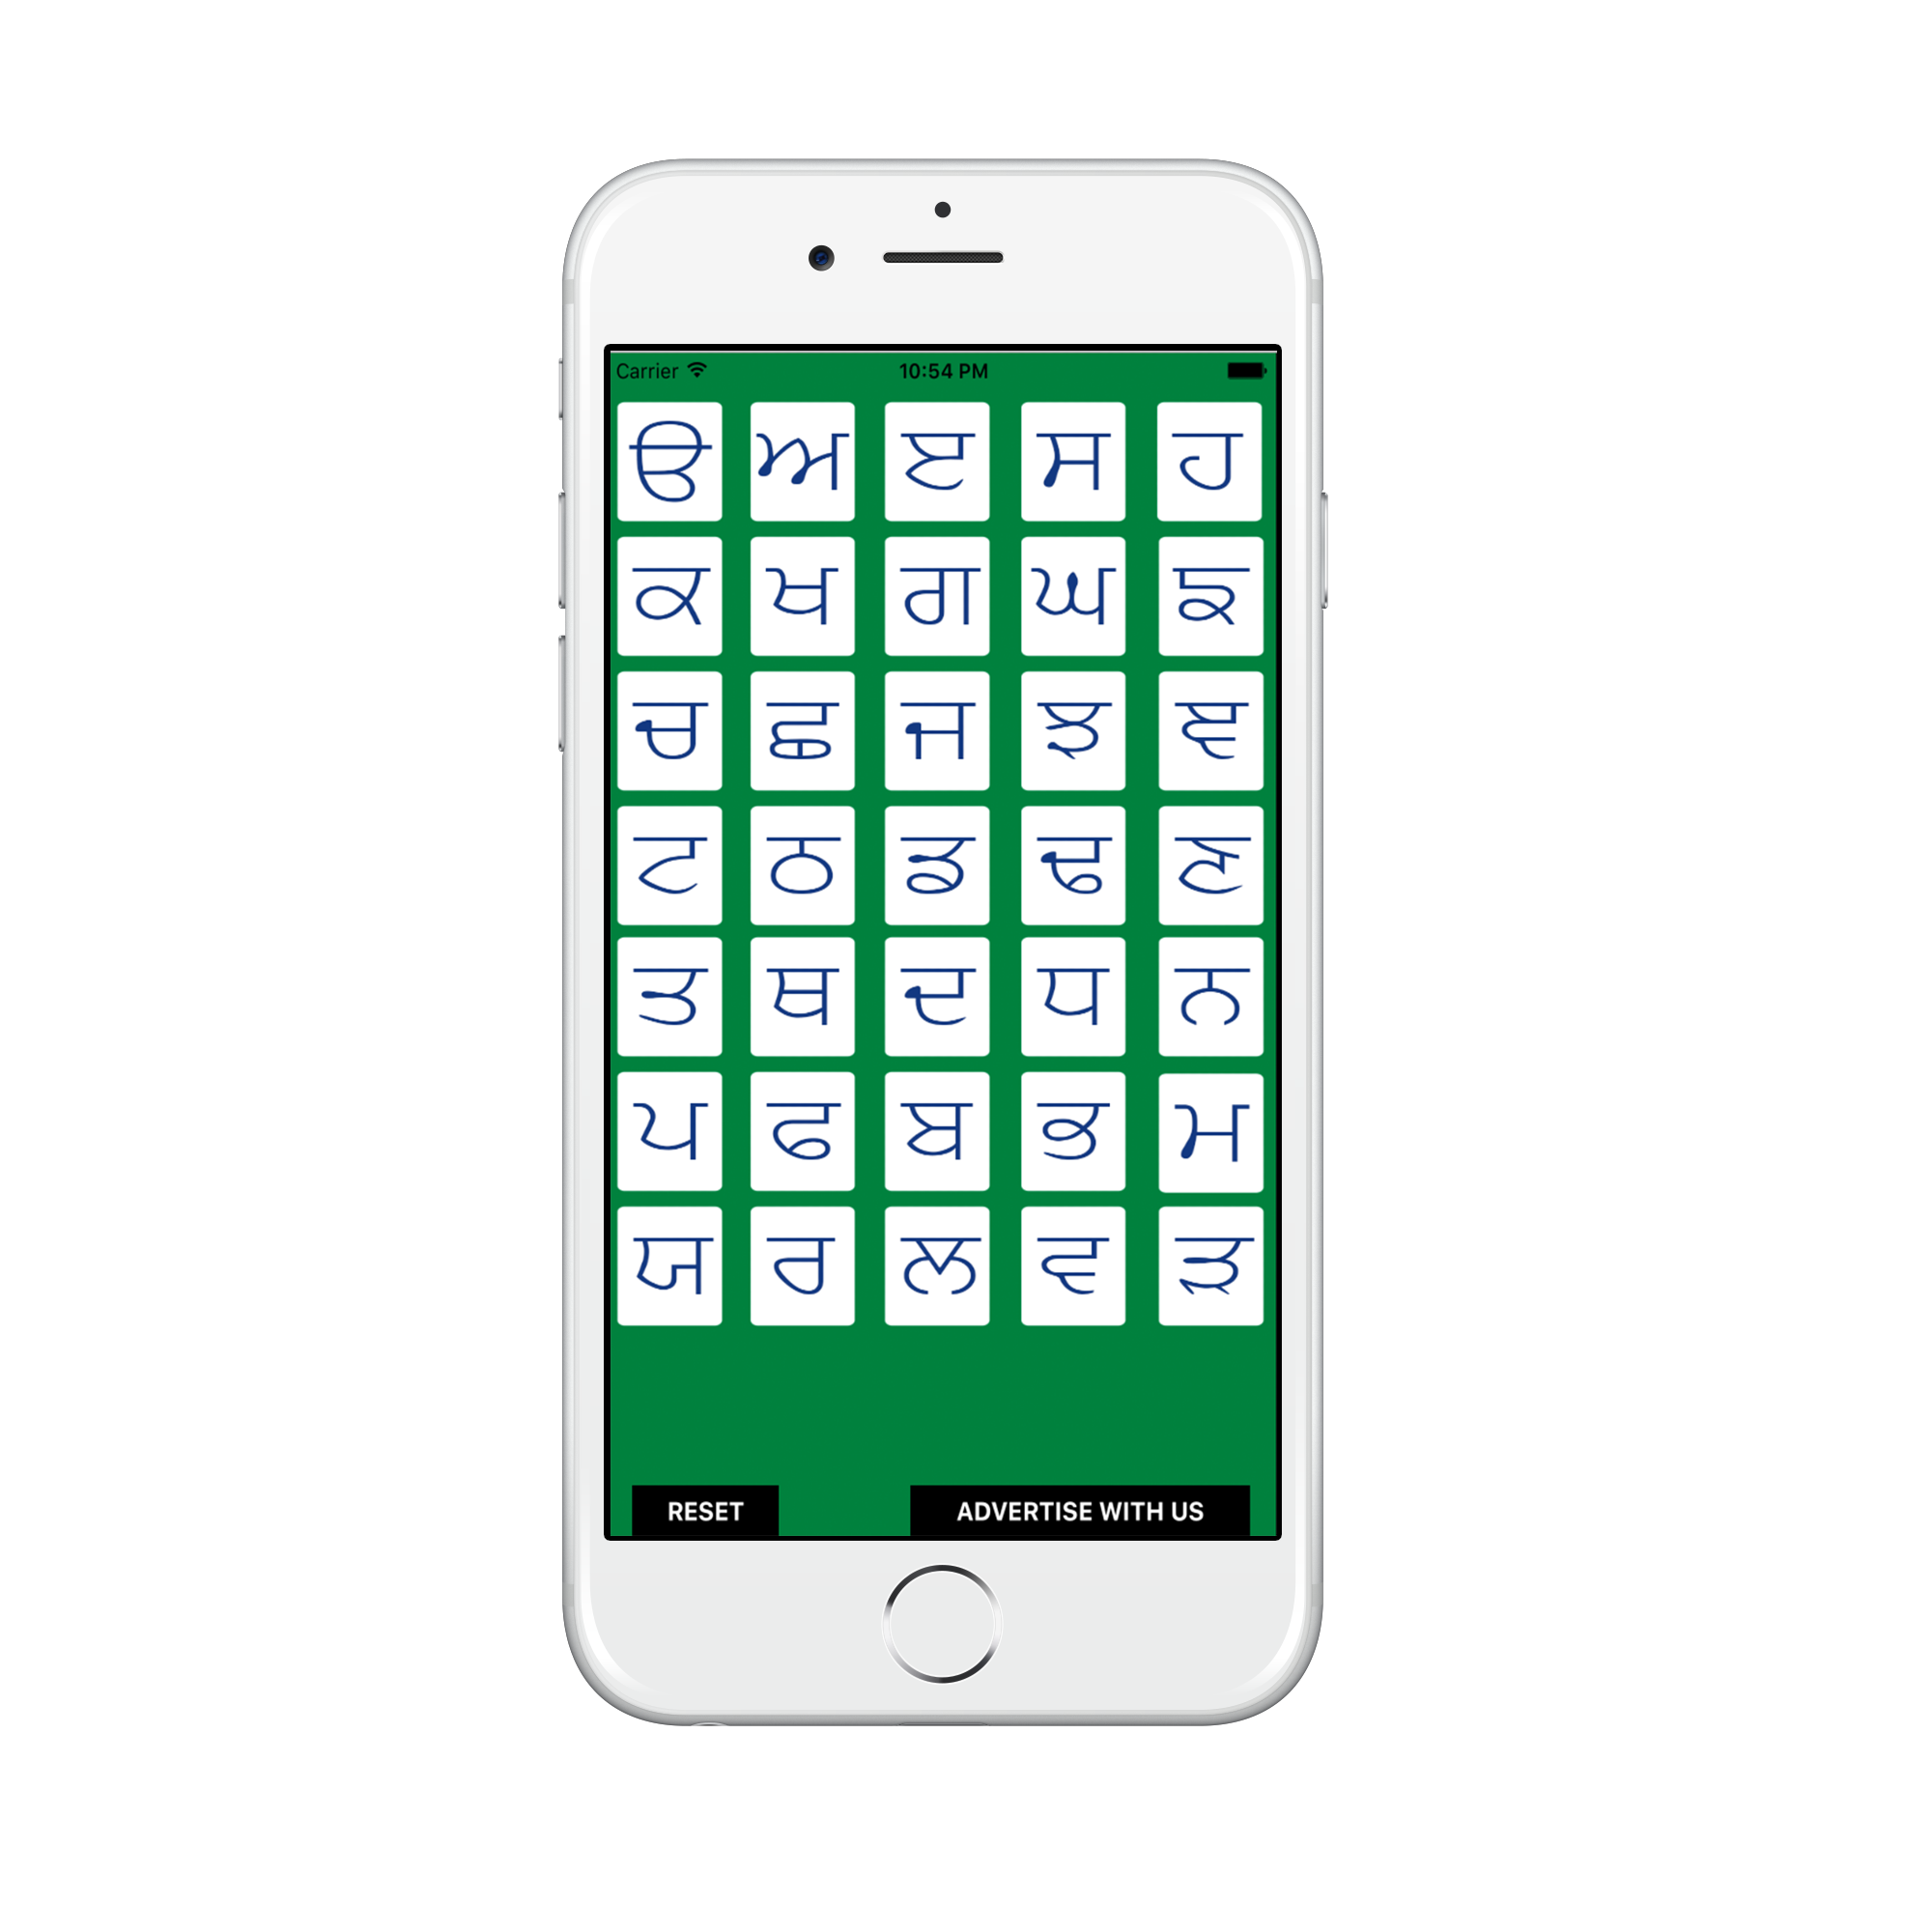 Carrier 10:54 PM
ੳ ਅ ੲ ਸ ਹ
ਕ ਖ ਗ ਘ ਙ
ਚ ਛ ਜ ਝ ਞ
ਟ ਠ ਡ ਢ ਣ
ਤ ਥ ਦ ਧ ਨ
ਪ ਫ ਬ ਭ ਮ
ਯ ਰ ਲ ਵ ੜ
RESET ADVERTISE WITH US